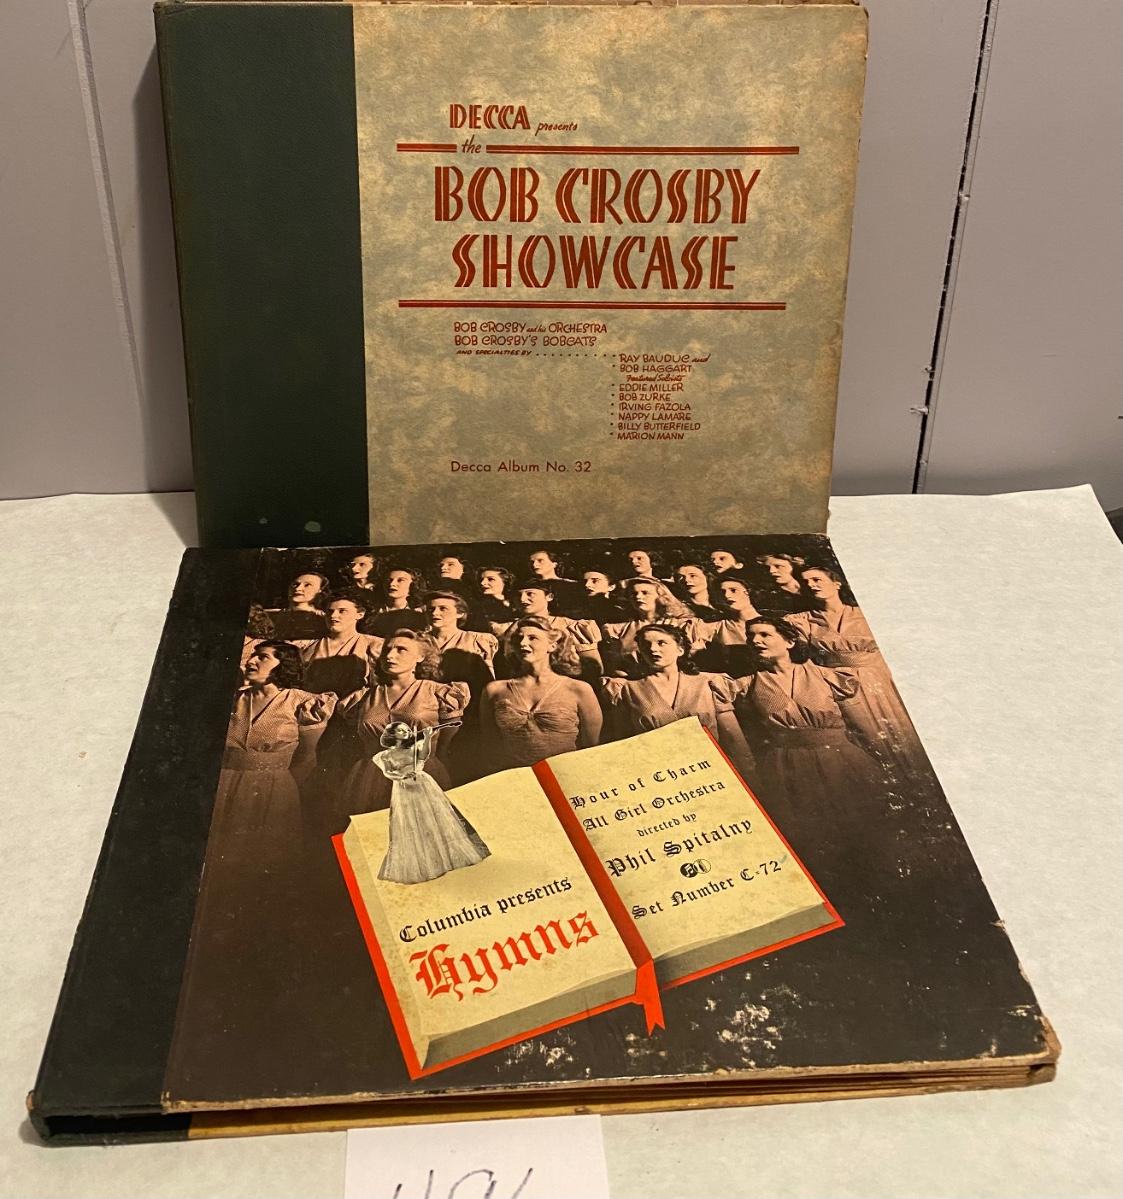 DECCA presents
the
BOB CROSBY
SHOWCASE
BOB CROSBY and his ORCHESTRA
BOB CROSBY'S BOBCATS
AND SPECIALTIES BY . . . . . . . . . . RAY BAUDUC and
BOB HAGGART
Featured Soloists
EDDIE MILLER
BOB ZURKE
IRVING FAZOLA
NAPPY LAMARE
BILLY BUTTERFIELD
MARION MANN
Decca Album No. 32
Columbia presents
Hymns
Hour of Charm
All Girl Orchestra
directed by
Phil Spitalny
Set Number C-72